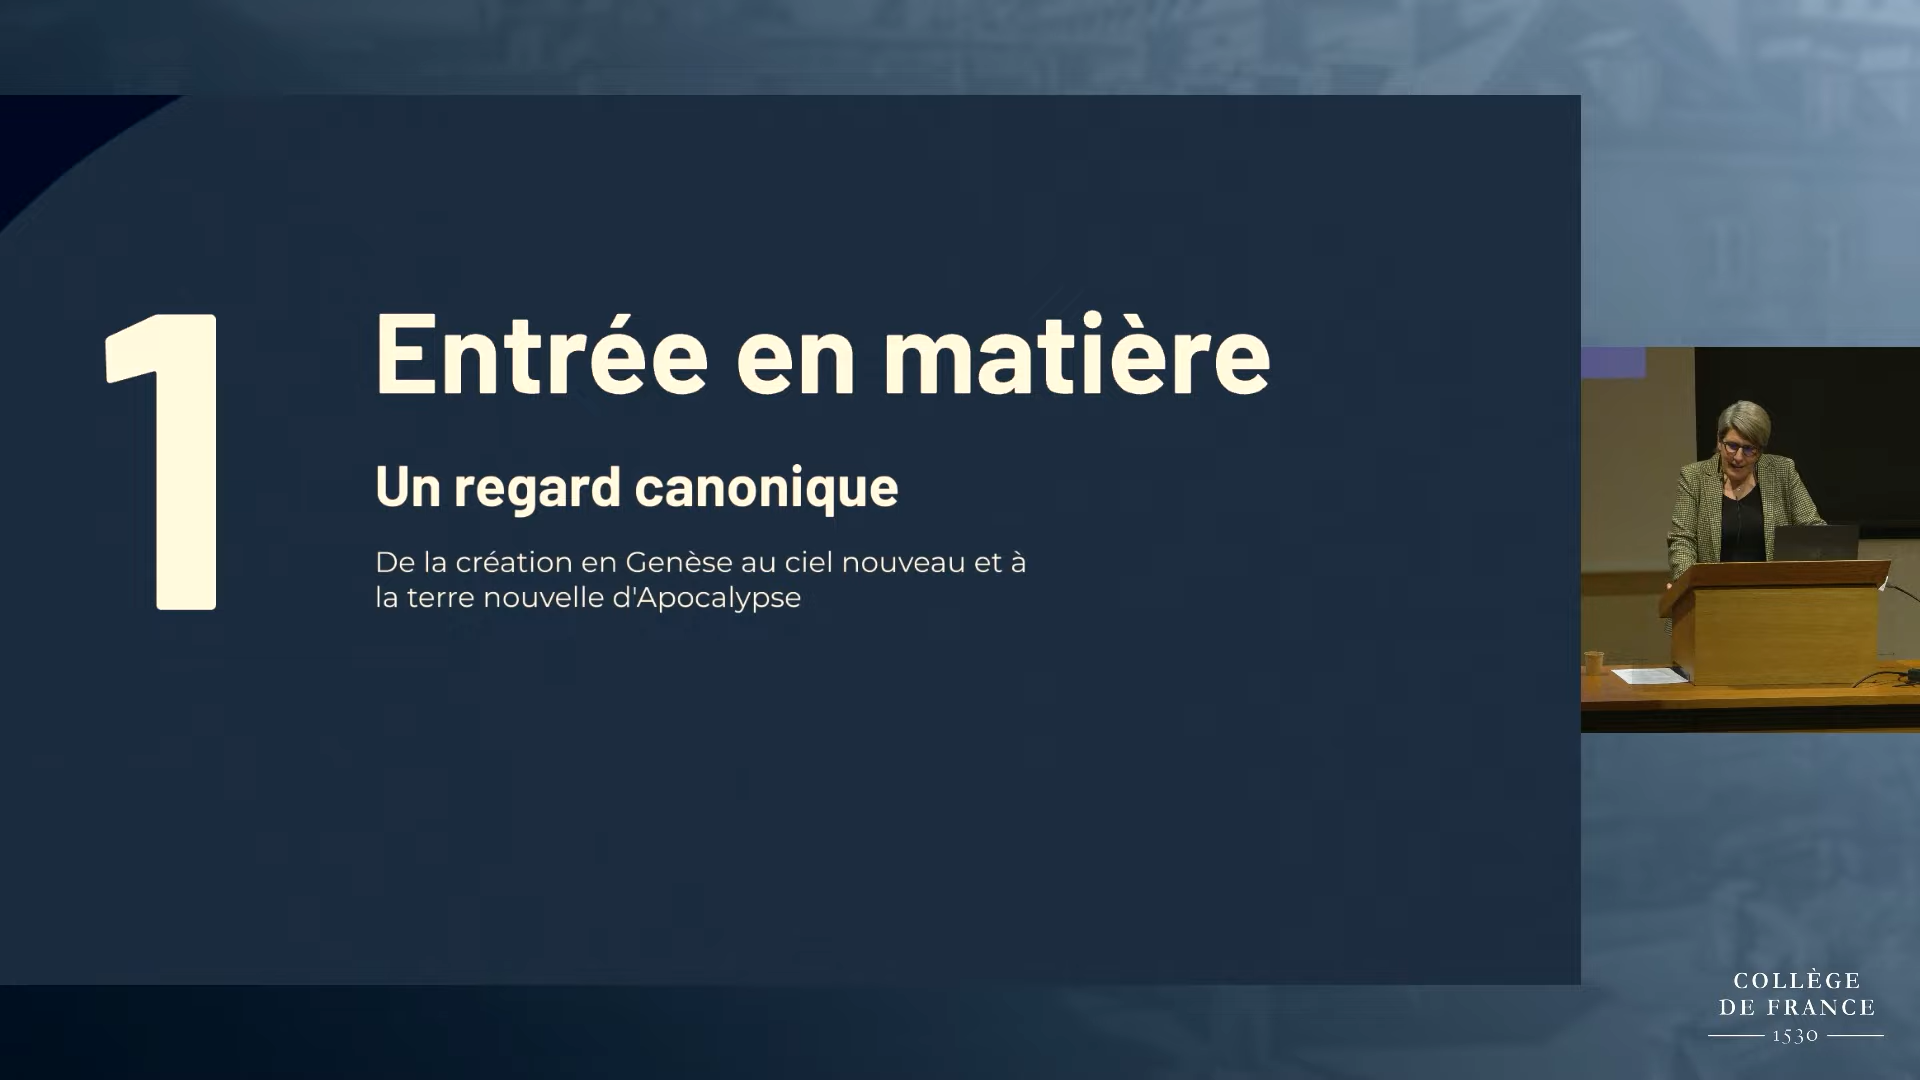 1
Entrée en matière
Un regard canonique
De la création en Genèse au ciel nouveau et à
la terre nouvelle d'Apocalypse
COLLÈGE
DE FRANCE
1530